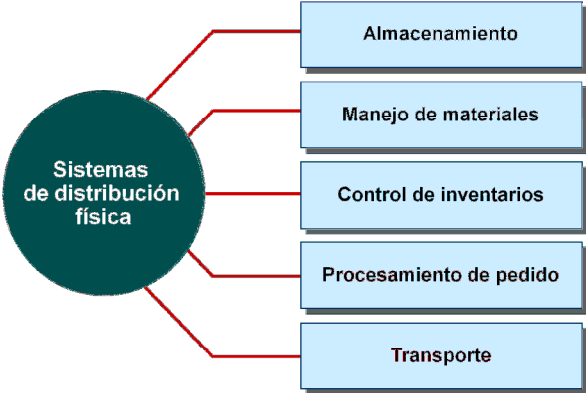 Almacenamiento
Manejo de materiales
Sistemas
de distribución
física
Control de inventarios
Procesamiento de pedido
Transporte